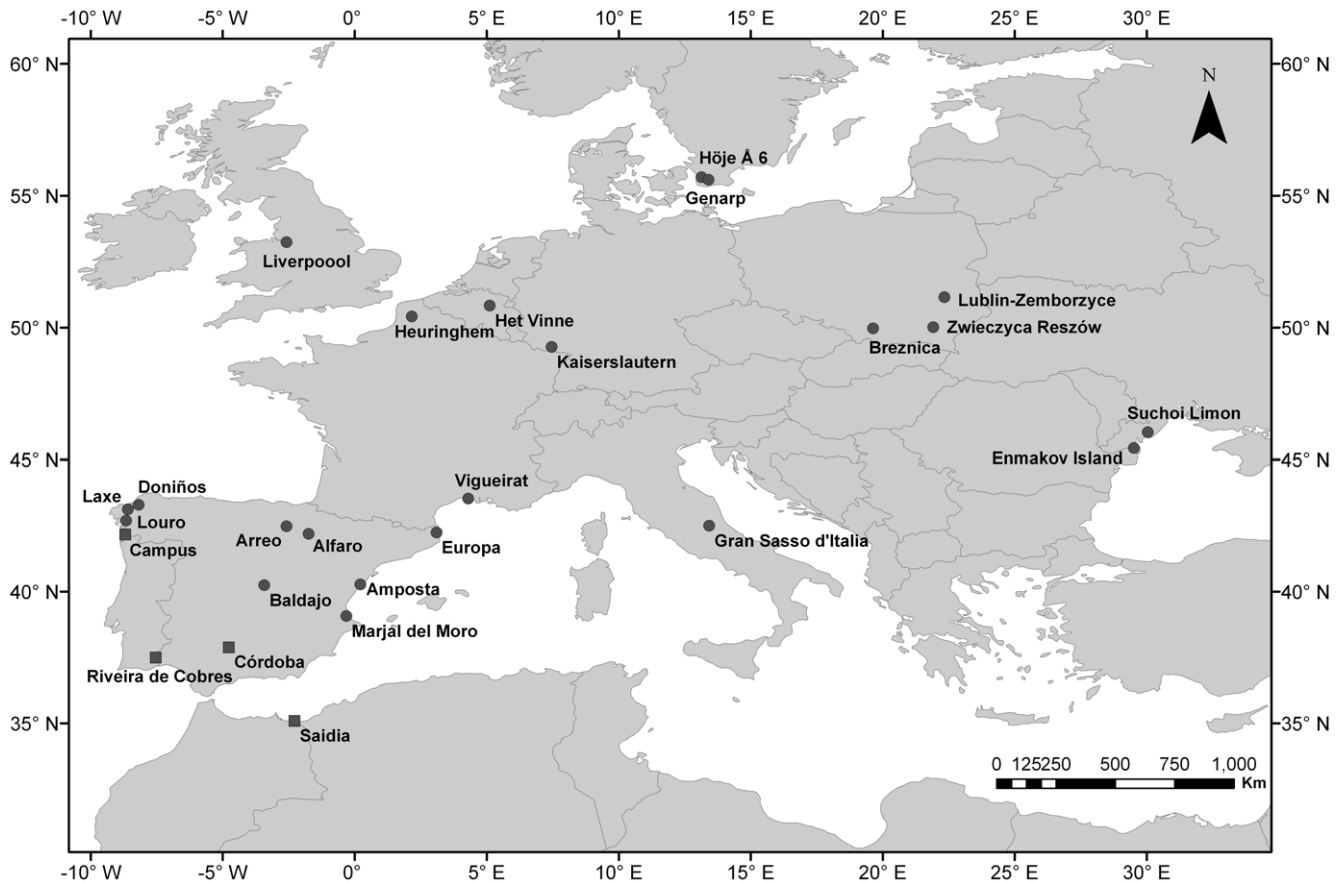 -10° W -5° W 0° 5° E 10° E 15° E 20° E 25° E 30° E
60° N 60° N
N
Höje Å 6
55° N 55° N
Genarp
Liverpoool
Lublin-Zemborzyce
Het Vinne
50° N 50° N
Heuringhem
Zwieczyca Reszów
Breznica
Kaiserslautern
Suchoi Limon
45° N Enmakov Island 45° N
Vigueirat
Doniños
Laxe
Louro
Arreo
Alfaro
Europa
Gran Sasso d'Italia
Campus
40° N Amposta 40° N
Baldajo
Marjal del Moro
Córdoba
Riveira de Cobres
35° N 35° N
Saidia
0 125250 500 750 1,000
Km
-10° W -5° W 0° 5° E 10° E 15° E 20° E 25° E 30° E